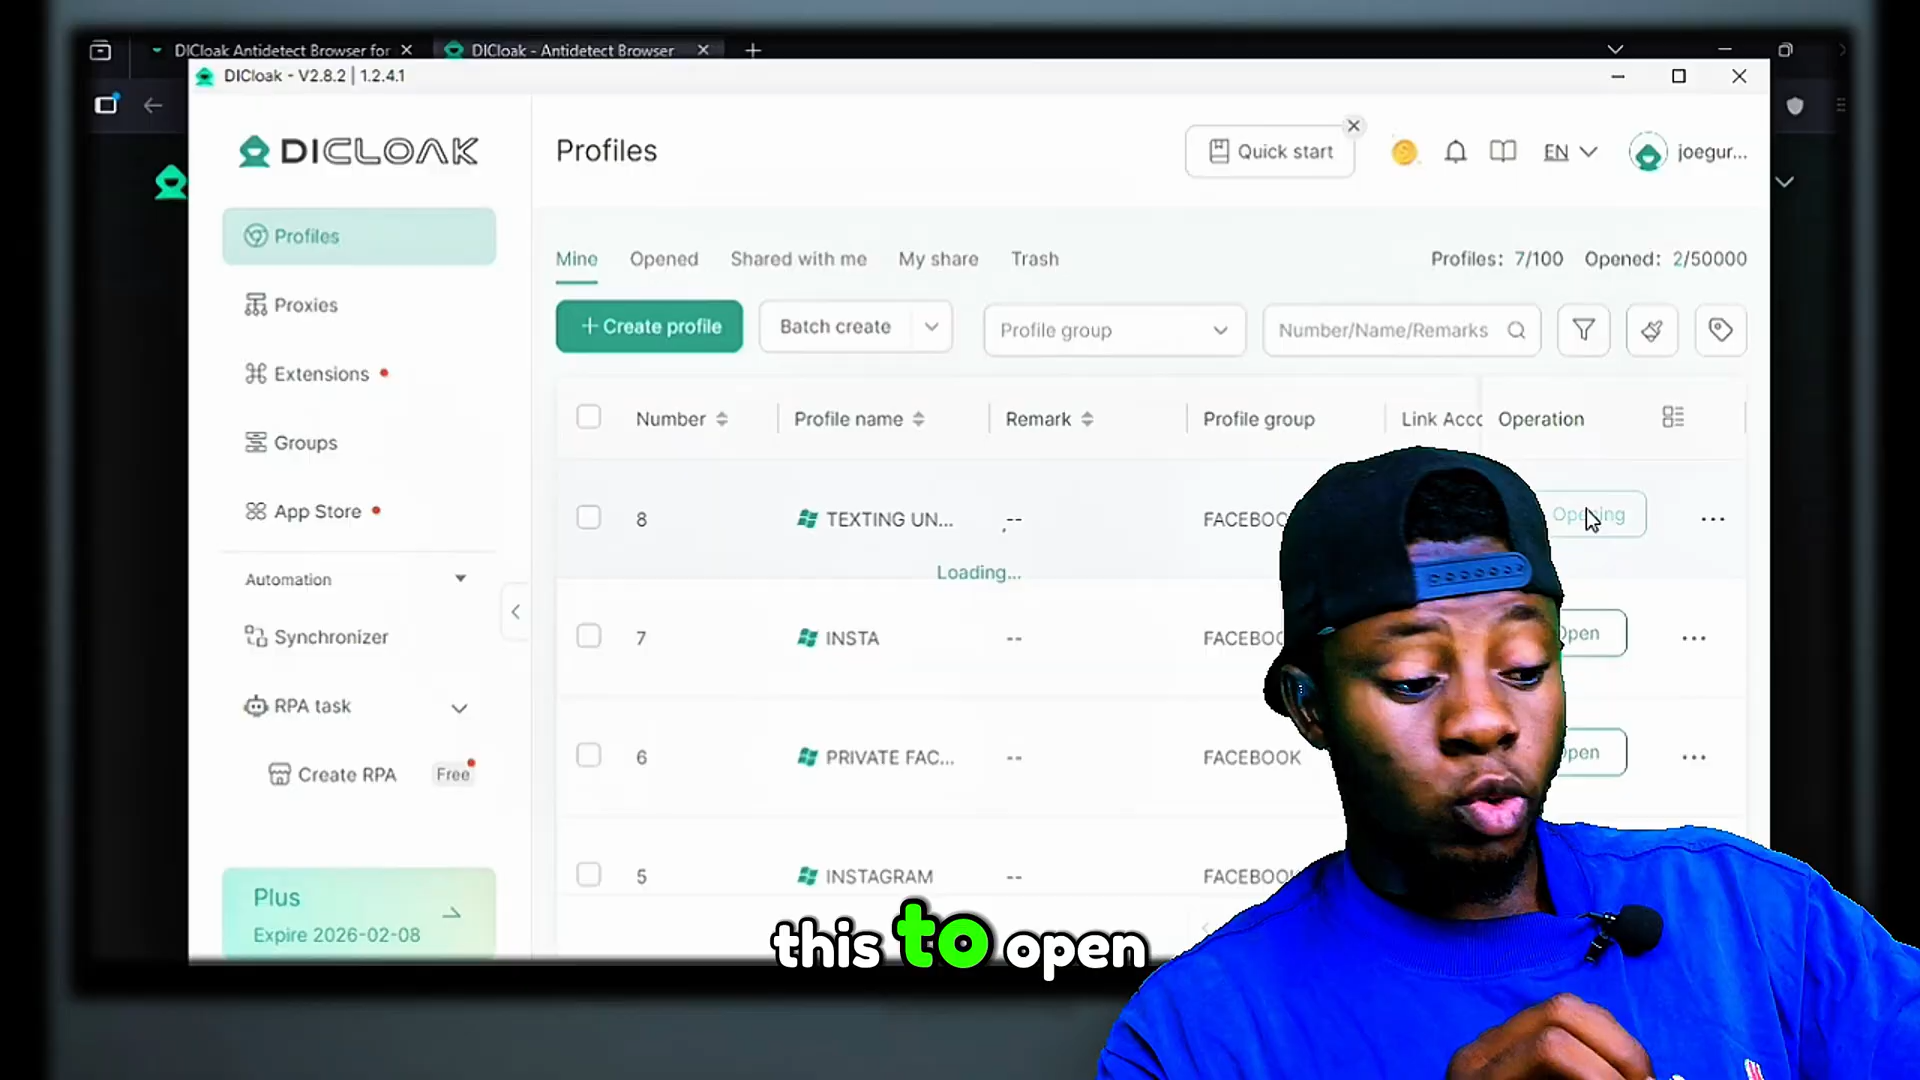 DICloak Antidetect Browser for
DICloak - Antidetect Browser
DICloak - V2.8.2 | 1.2.4.1
DICLOAK
Profiles
Quick start
EN
joegur...
Profiles
Proxies
Extensions
Groups
App Store
Automation
Synchronizer
RPA task
Create RPA
Free
Plus
Expire 2026-02-08
Mine
Opened
Shared with me
My share
Trash
Profiles: 7/100
Opened: 2/50000
+ Create profile
Batch create
Profile group
Number/Name/Remarks
Number
Profile name
Remark
Profile group
Link Acc
Operation
8
TEXTING UN...
--
Opening
...
Loading...
7
INSTA
--
...
6
PRIVATE FAC...
--
FACEBOOK
...
5
INSTAGRAM
--
this to open